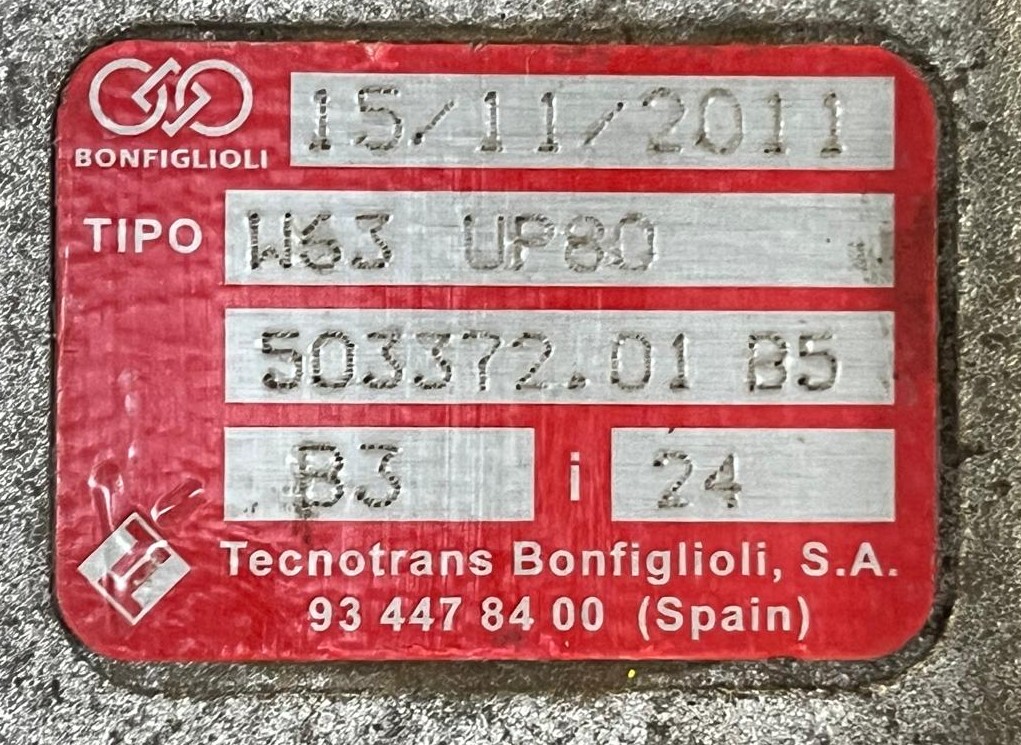 BONFIGLIOLI
15/11/2011
TIPO W63 UP80
503372.01 B5
B3 i 24
Tecnotrans Bonfiglioli, S.A.
93 447 84 00 (Spain)